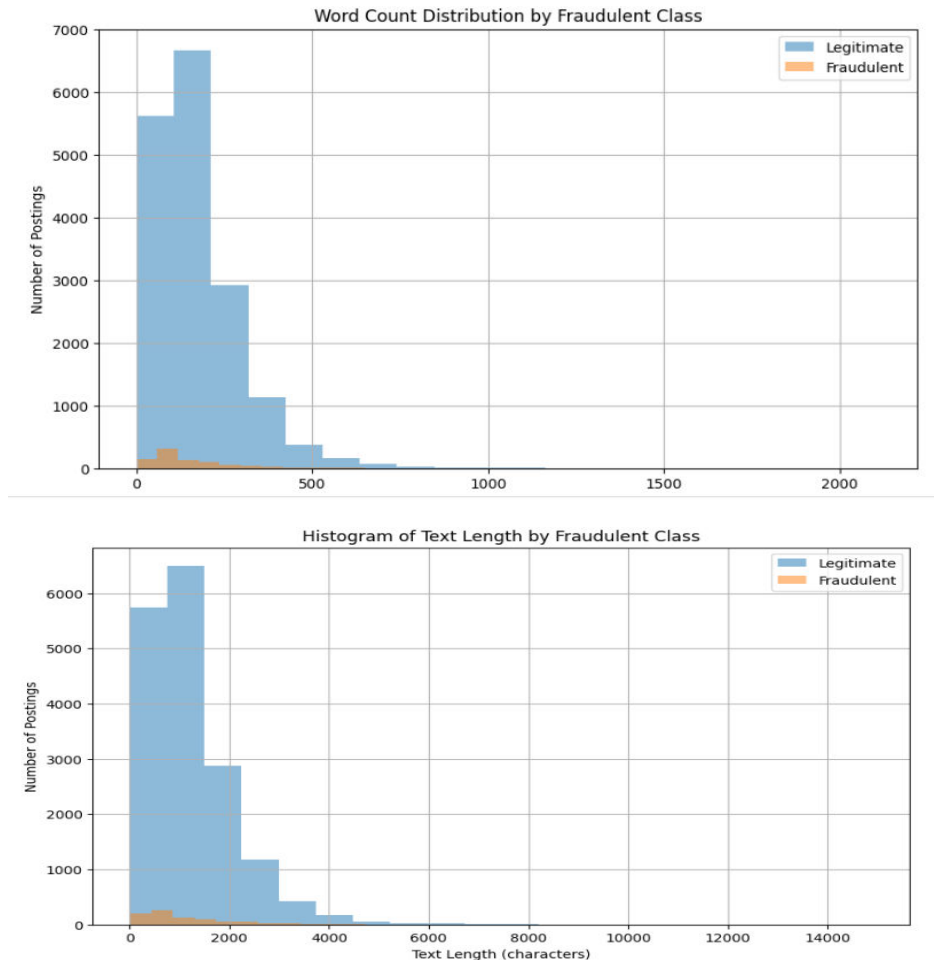 Word Count Distribution by Fraudulent Class
7000
6000
5000
4000
3000
2000
1000
0
Number of Postings
Legitimate
Fraudulent
0 500 1000 1500 2000
Histogram of Text Length by Fraudulent Class
6000
5000
4000
3000
2000
1000
0
Number of Postings
Legitimate
Fraudulent
0 2000 4000 6000 8000 10000 12000 14000
Text Length (characters)